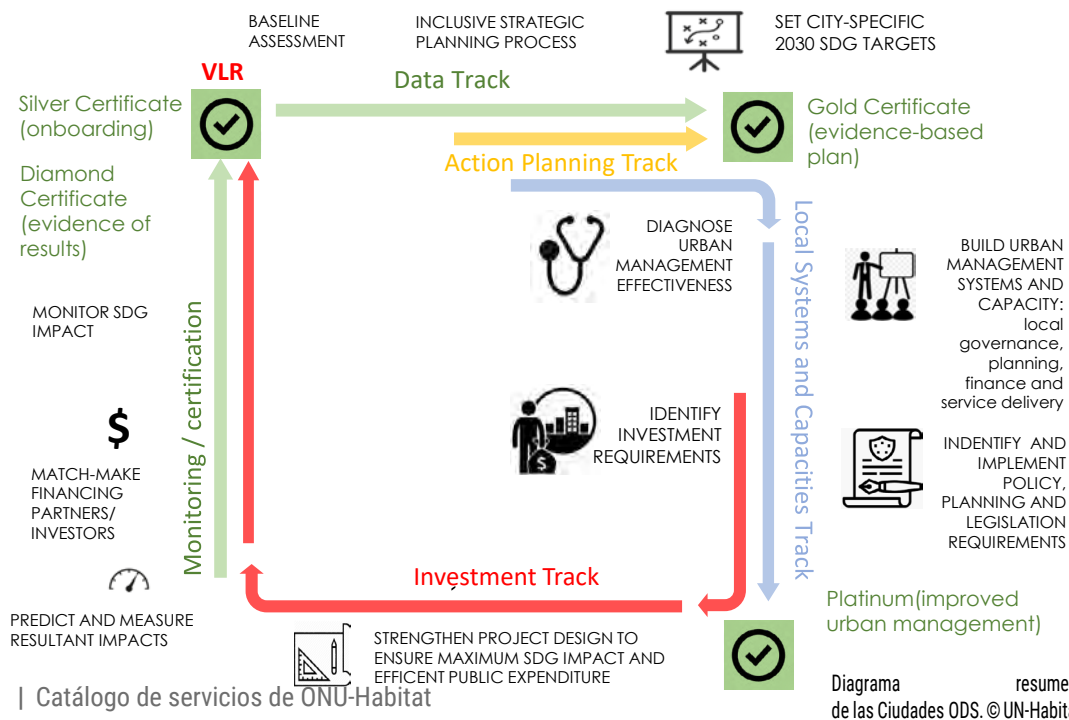 BASELINE
ASSESSMENT
INCLUSIVE STRATEGIC
PLANNING PROCESS
SET CITY-SPECIFIC
2030 SDG TARGETS
VLR
Data Track
Silver Certificate
(onboarding)
Gold Certificate
(evidence-based
plan)
Action Planning Track
Diamond
Certificate
(evidence of
results)
DIAGNOSE
URBAN
MANAGEMENT
EFFECTIVENESS
Local Systems and Capacities Track
BUILD URBAN
MANAGEMENT
SYSTEMS AND
CAPACITY:
local
governance,
planning,
finance and
service delivery
MONITOR SDG
IMPACT
Monitoring / certification
$
IDENTIFY
INVESTMENT
REQUIREMENTS
$
INDENTIFY AND
IMPLEMENT
POLICY,
PLANNING AND
LEGISLATION
REQUIREMENTS
MATCH-MAKE
FINANCING
PARTNERS/
INVESTORS
Investment Track
PREDICT AND MEASURE
RESULTANT IMPACTS
Platinum(improved
urban management)
STRENGTHEN PROJECT DESIGN TO
ENSURE MAXIMUM SDG IMPACT AND
EFFICENT PUBLIC EXPENDITURE
| Catálogo de servicios de ONU-Habitat
Diagrama resume
de las Ciudades ODS. © UN-Habit